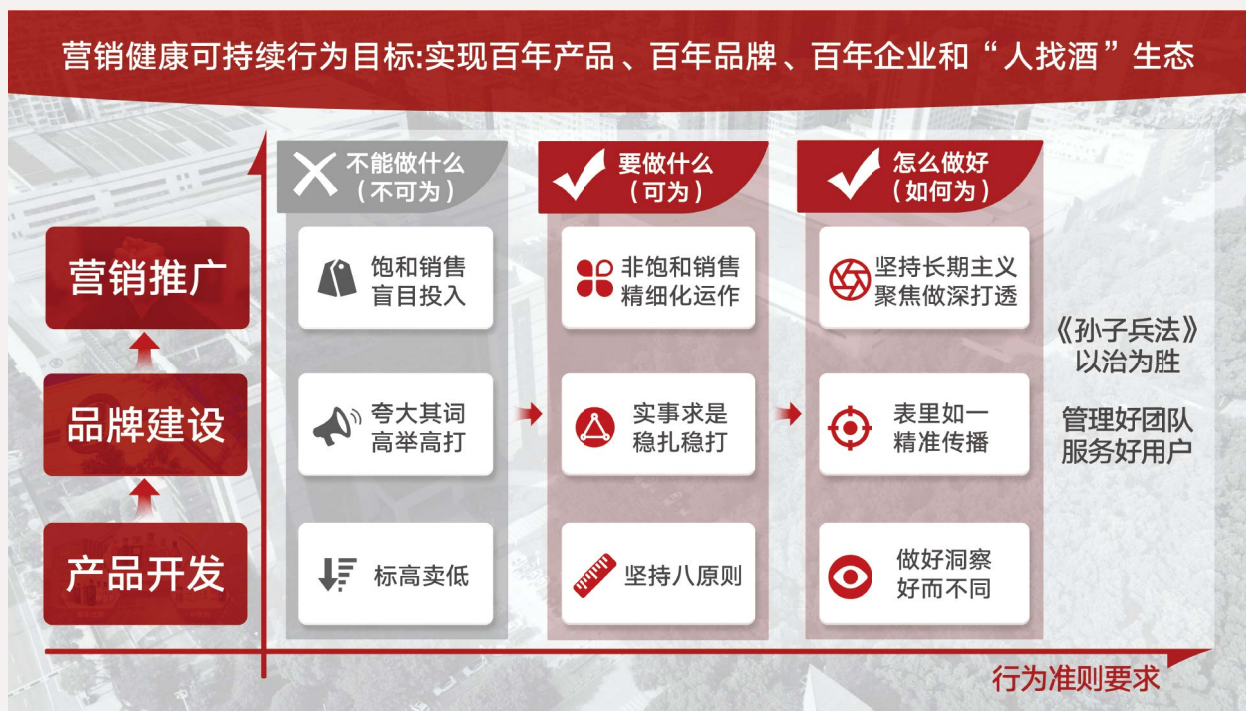 营销健康可持续行为目标:实现百年产品、百年品牌、百年企业和“人找酒”生态
不能做什么
(不可为)
要做什么
(可为)
怎么做好
(如何为)
营销推广
饱和销售
盲目投入
非饱和销售
精细化运作
坚持长期主义
聚焦做深打透
品牌建设
夸大其词
高举高打
实事求是
稳扎稳打
表里如一
精准传播
产品开发
标高卖低
坚持八原则
做好洞察
好而不同
《孙子兵法》
以治为胜
管理好团队
服务好用户
行为准则要求